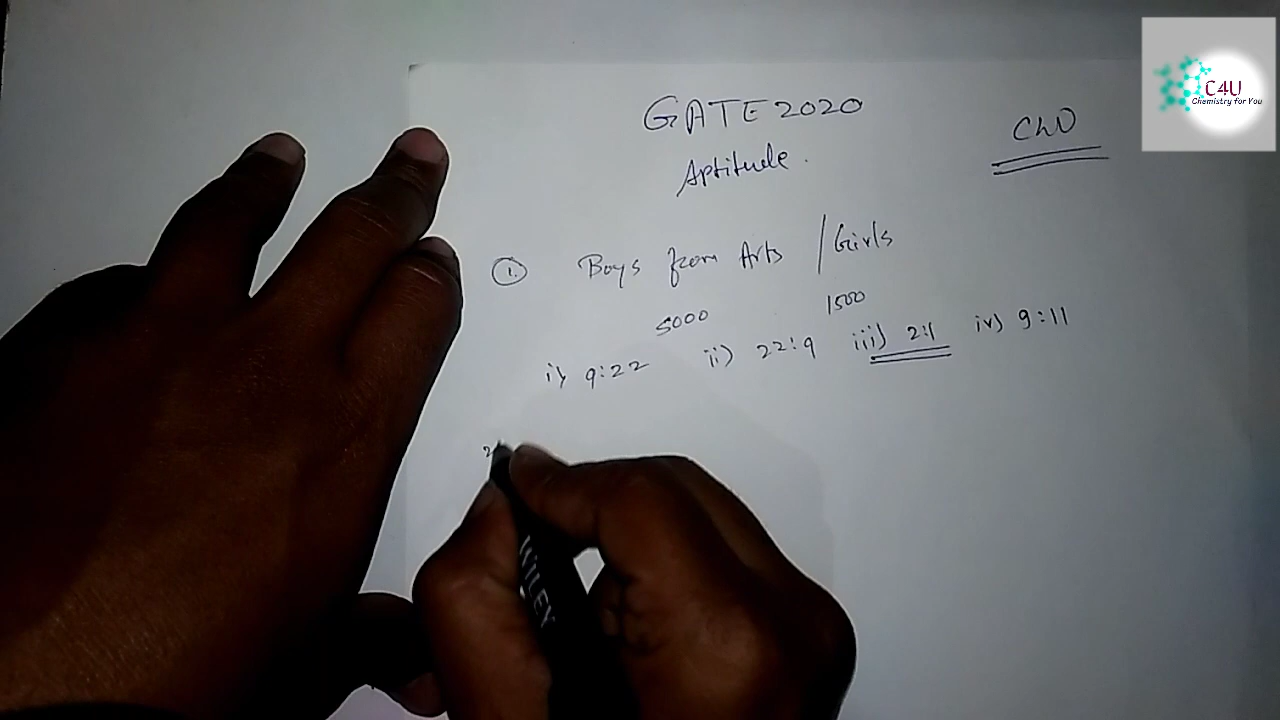 GATE 2020
Aptitude.
1. Boys from Arts / Girls
5000 1500
i) 9:22 ii) 22:9 iii) 2:1 iv) 9:11
C4U
Chemistry for You
WILEY